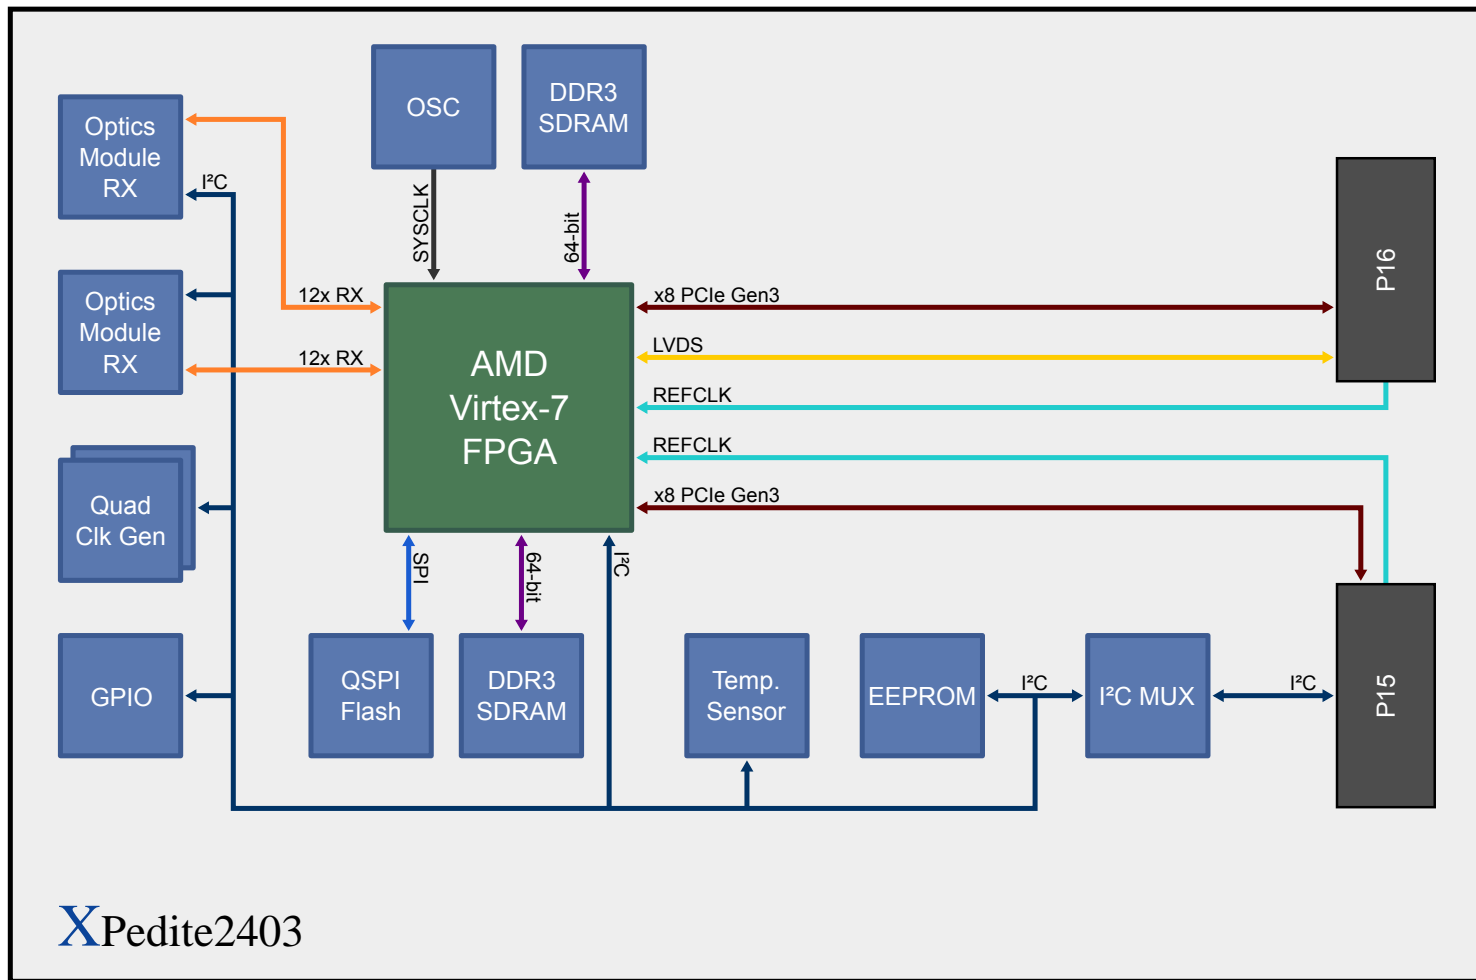 OSC
DDR3
SDRAM
Optics
Module
RX
I²C
SYSCLK
64-bit
P16
Optics
Module
RX
12x RX
12x RX
AMD
Virtex-7
FPGA
x8 PCIe Gen3
LVDS
REFCLK
REFCLK
x8 PCIe Gen3
Quad
Clk Gen
SPI
64-bit
I²C
GPIO
QSPI
Flash
DDR3
SDRAM
Temp.
Sensor
EEPROM
I²C
I²C MUX
I²C
P15
XPedite2403